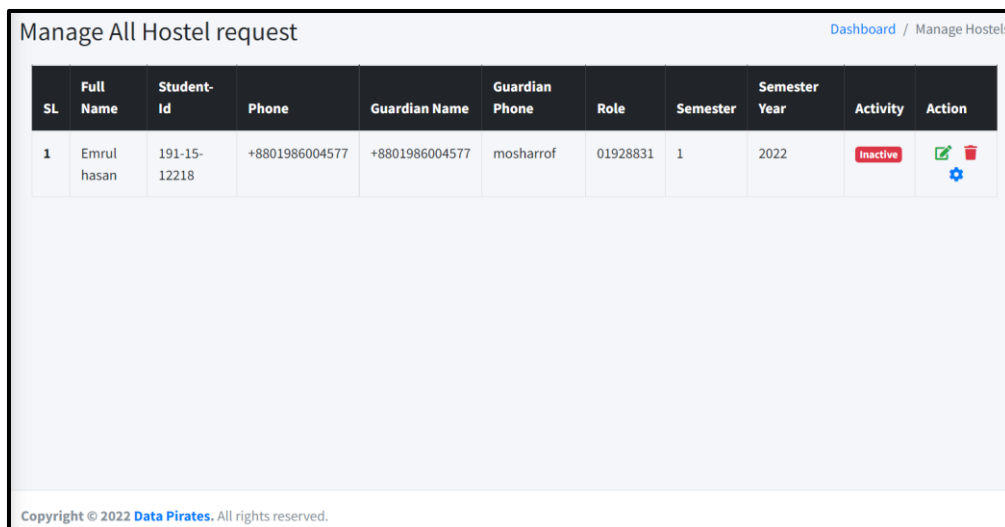 Manage All Hostel request
Dashboard / Manage Hostels
SL Full Name Student-Id Phone Guardian Name Guardian Phone Role Semester Semester Year Activity Action
1 Emrul hasan 191-15-12218 +8801986004577 +8801986004577 mosharrof 01928831 1 2022 Inactive
Copyright © 2022 Data Pirates. All rights reserved.